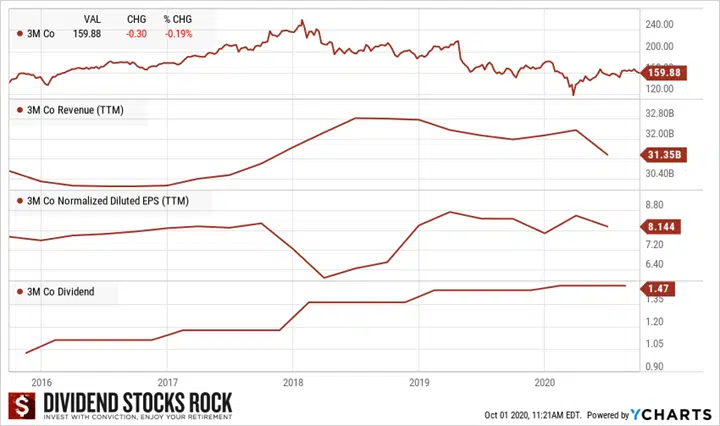 VAL CHG % CHG
3M Co 159.88 -0.30 -0.19%
240.00
200.00
159.88
120.00
3M Co Revenue (TTM)
32.80B
32.00B
31.35B
30.40B
3M Co Normalized Diluted EPS (TTM)
8.80
8.144
7.20
6.40
3M Co Dividend
1.47
1.35
1.20
1.05
0.90
2016 2017 2018 2019 2020
$ DIVIDEND STOCKS ROCK
INVEST WITH CONVICTION, ENJOY YOUR RETIREMENT
Oct 01 2020, 11:21AM EDT. Powered by YCHARTS